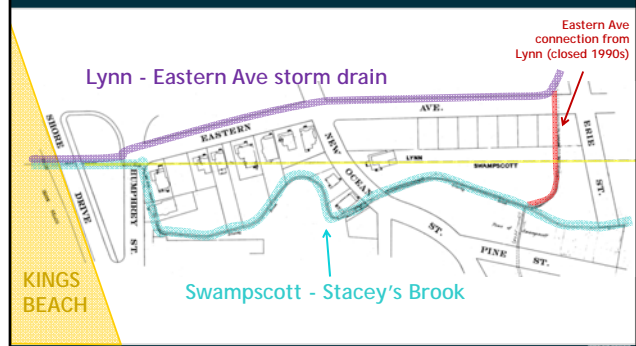 Eastern Ave
connection from
Lynn (closed 1990s)
Lynn - Eastern Ave storm drain
EASTERN
AVE.
SHORE
DRIVE
HUMPHREY ST.
NEW OCEAN
ST.
LYNN
SWAMPSCOTT
ERIE
ST.
PINE ST.
KINGS
BEACH
Swampscott - Stacey's Brook